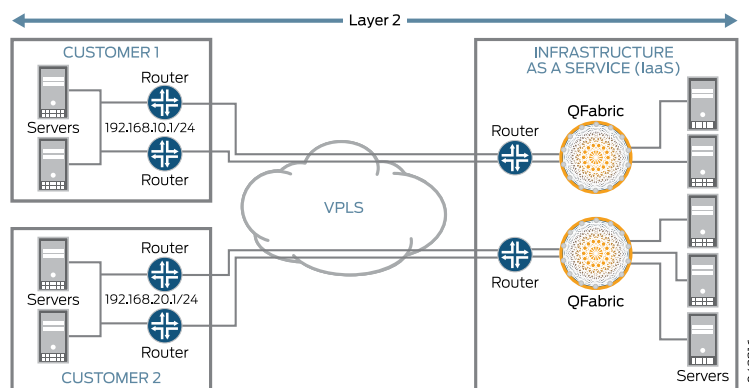 Layer 2
CUSTOMER 1
Router
Servers
192.168.10.1/24
Router
VPLS
CUSTOMER 2
Router
Servers
192.168.20.1/24
Router
INFRASTRUCTURE
AS A SERVICE (IaaS)
QFabric
Router
Router
QFabric
Servers